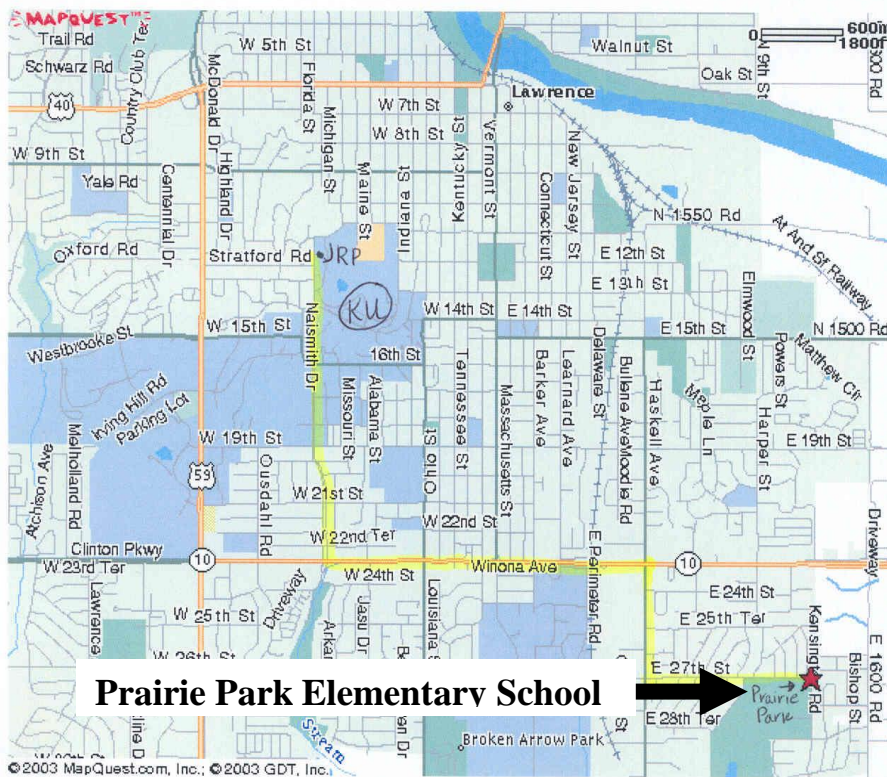 MAPQUEST
Trail Rd
Schwarz Rd
Country Club Ter
40
McDonald Dr
W 5th St
Florida St
Michigan St
W 7th St
W 8th St
Lawrence
Walnut St
Oak St
N 9th St
0 600m
1800ft
W 9th St
Yale Rd
Centennial Dr
Highland Dr
Maine St
Indiana St
Kentucky St
Vermont St
Connecticut St
New Jersey St
N 1550 Rd
At And Sf Railway
Oxford Rd
Stratford Rd
JRP
KU
E 12th St
E 13th St
Elmwood St
W 14th St
E 14th St
W 15th St
E 15th St
N 1500 Rd
Westbrooke St
Naismith Dr
16th St
Powers St
Matthew Cir
Irving Hill Rd
Parking Lot
Missouri St
Alabama St
Ohio St
Tennessee St
Massachusetts St
Barker Ave
Learnard Ave
Delaware St
Bullene Ave
Moodie Rd
Haskell Ave
Maple Ln
Harper St
W 19th St
E 19th St
59
Atchison Ave
Melholland Rd
Ousdahl Rd
W 21st St
W 22nd Ter
W 22nd St
Clinton Pkwy
W 23rd Ter
10
W 24th St
Winona Ave
10
E Perimeter Rd
Driveway
E 24th St
E 25th Ter
Lawrence
W 25th St
Driveway
Jasu Dr
Louisiana S
W 26th St
E 27th St
Bishop St
E 1600 Rd
Prairie Park Elementary School
Prairie
Park
E 28th Ter
Stream
Broken Arrow Park
©2003 MapQuest.com, Inc.; ©2003 GDT, Inc.